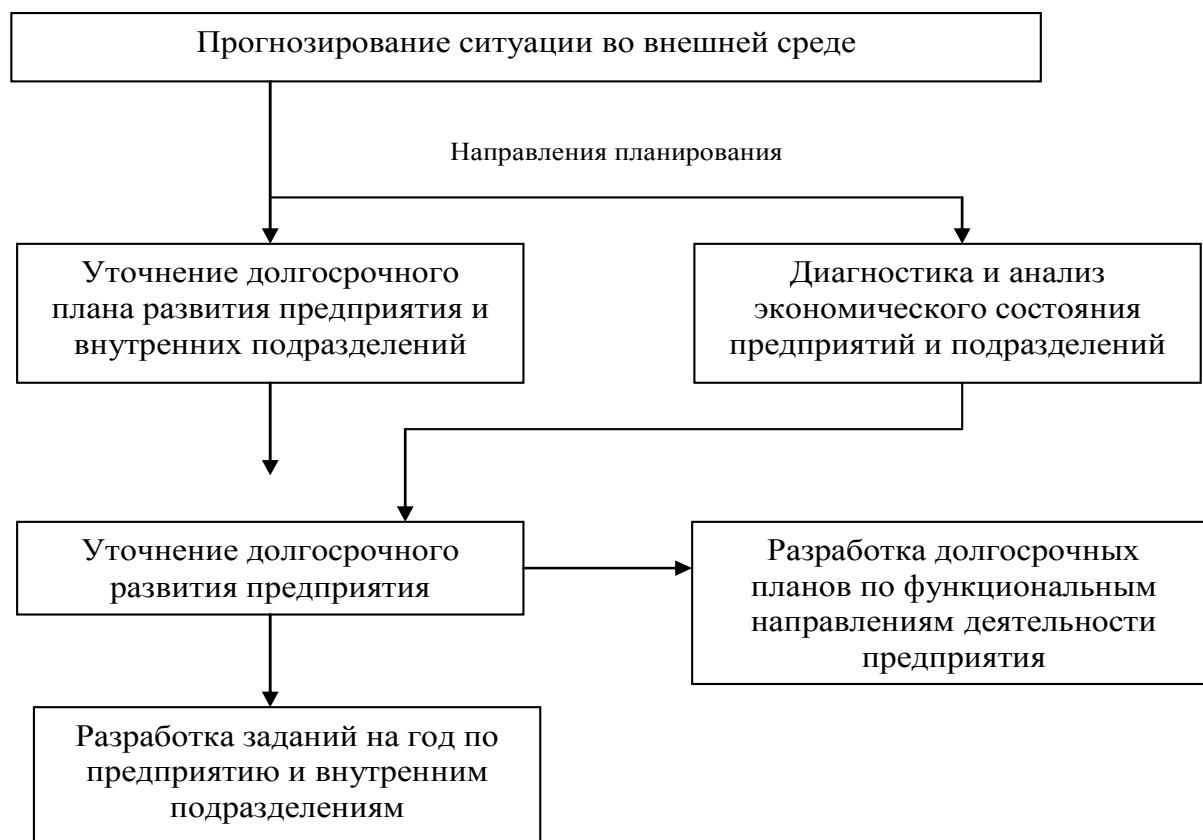 Прогнозирование ситуации во внешней среде
Направления планирования
Уточнение долгосрочного
плана развития предприятия и
внутренних подразделений
Диагностика и анализ
экономического состояния
предприятий и подразделений
Уточнение долгосрочного
развития предприятия
Разработка долгосрочных
планов по функциональным
направлениям деятельности
предприятия
Разработка заданий на год по
предприятию и внутренним
подразделениям